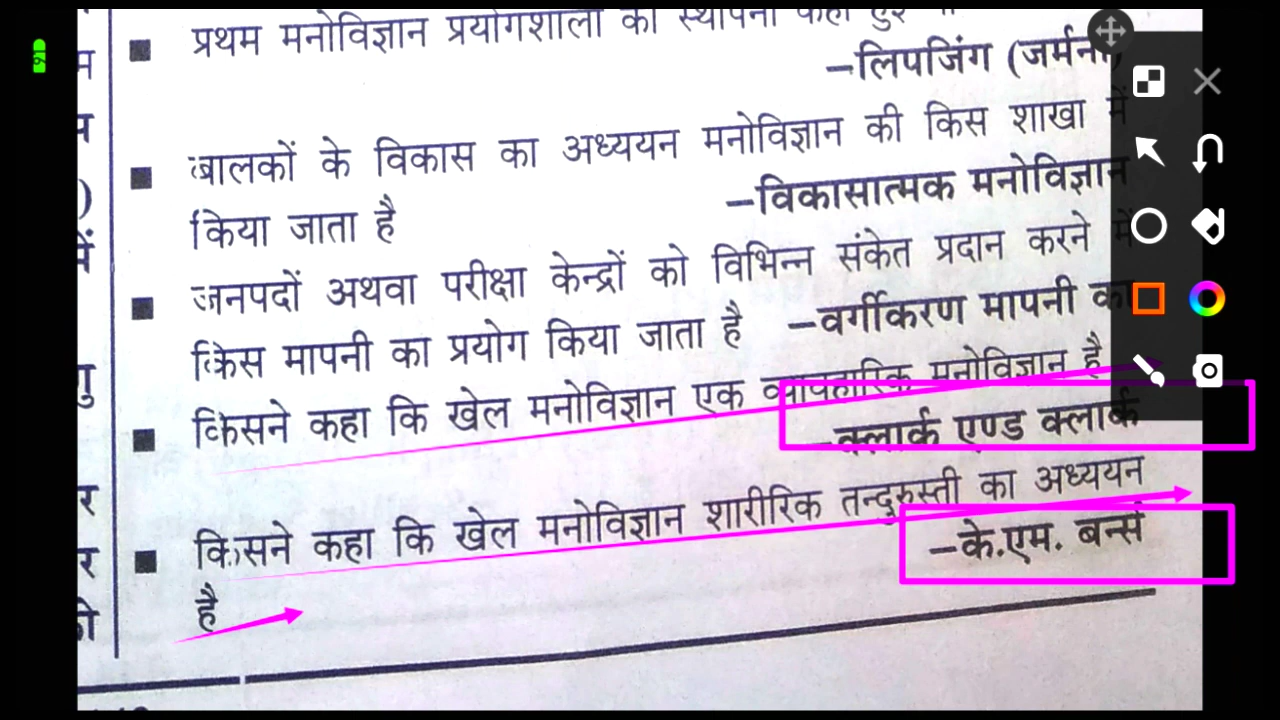 प्रथम मनोविज्ञान प्रयोगशाला की स्थापना कहाँ हुई
–लिपजिंग (जर्मनी)
बालकों के विकास का अध्ययन मनोविज्ञान की किस शाखा में
किया जाता है –विकासात्मक मनोविज्ञान
जनपदों अथवा परीक्षा केन्द्रों को विभिन्न संकेत प्रदान करने में
किस मापनी का प्रयोग किया जाता है –वर्गीकरण मापनी का
किसने कहा कि खेल मनोविज्ञान एक व्यावहारिक मनोविज्ञान है
–क्लार्क एण्ड क्लार्क
किसने कहा कि खेल मनोविज्ञान शारीरिक तन्दुरुस्ती का अध्ययन
है –के.एम. बर्न्स